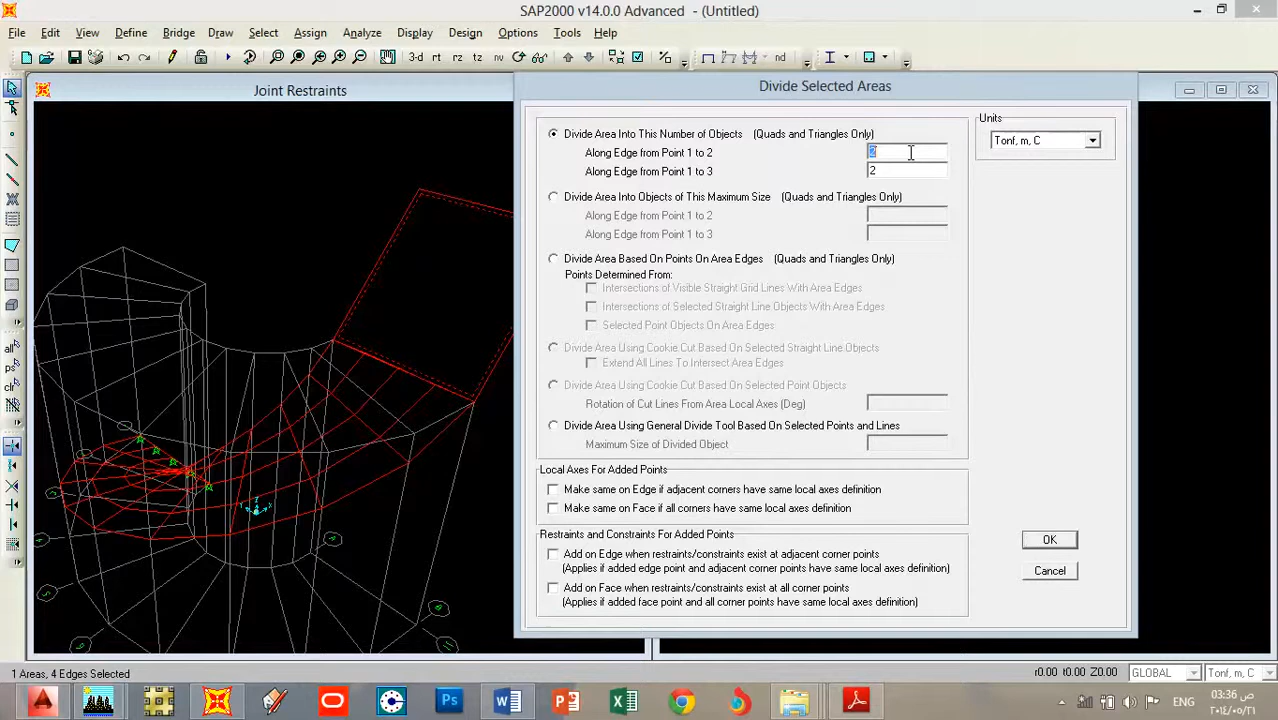 SAP2000 v14.0.0 Advanced - (Untitled)
File Edit View Define Bridge Draw Select Assign Analyze Display Design Options Tools Help
3-d xy xz yz nv nd
Joint Restraints
Divide Selected Areas
Divide Area Into This Number of Objects (Quads and Triangles Only)
Along Edge from Point 1 to 2 2
Along Edge from Point 1 to 3 2
Divide Area Into Objects of This Maximum Size (Quads and Triangles Only)
Along Edge from Point 1 to 2
Along Edge from Point 1 to 3
Divide Area Based On Points On Area Edges (Quads and Triangles Only)
Points Determined From:
Intersections of Visible Straight Grid Lines With Area Edges
Intersections of Selected Straight Line Objects With Area Edges
Selected Point Objects On Area Edges
Divide Area Using Cookie Cut Based On Selected Straight Line Objects
Extend All Lines To Intersect Area Edges
Divide Area Using Cookie Cut Based On Selected Point Objects
Rotation of Cut Lines From Area Local Axes (Deg)
Divide Area Using General Divide Tool Based On Selected Points and Lines
Maximum Size of Divided Object
Local Axes For Added Points
Make same on Edge if adjacent corners have same local axes definition
Make same on Face if all corners have same local axes definition
Restraints and Constraints For Added Points
Add on Edge when restraints/constraints exist at adjacent corner points
(Applies if added edge point and adjacent corner points have same local axes definition)
Add on Face when restraints/constraints exist at all corner points
(Applies if added face point and all corner points have same local axes definition)
Units
Tonf, m, C
OK
Cancel
all
ps
clr
Z
1 Areas, 4 Edges Selected
GLOBAL
Tonf, m, C
Ps
ENG
03:36 ص
٢٠١٤/٠٥/٢١